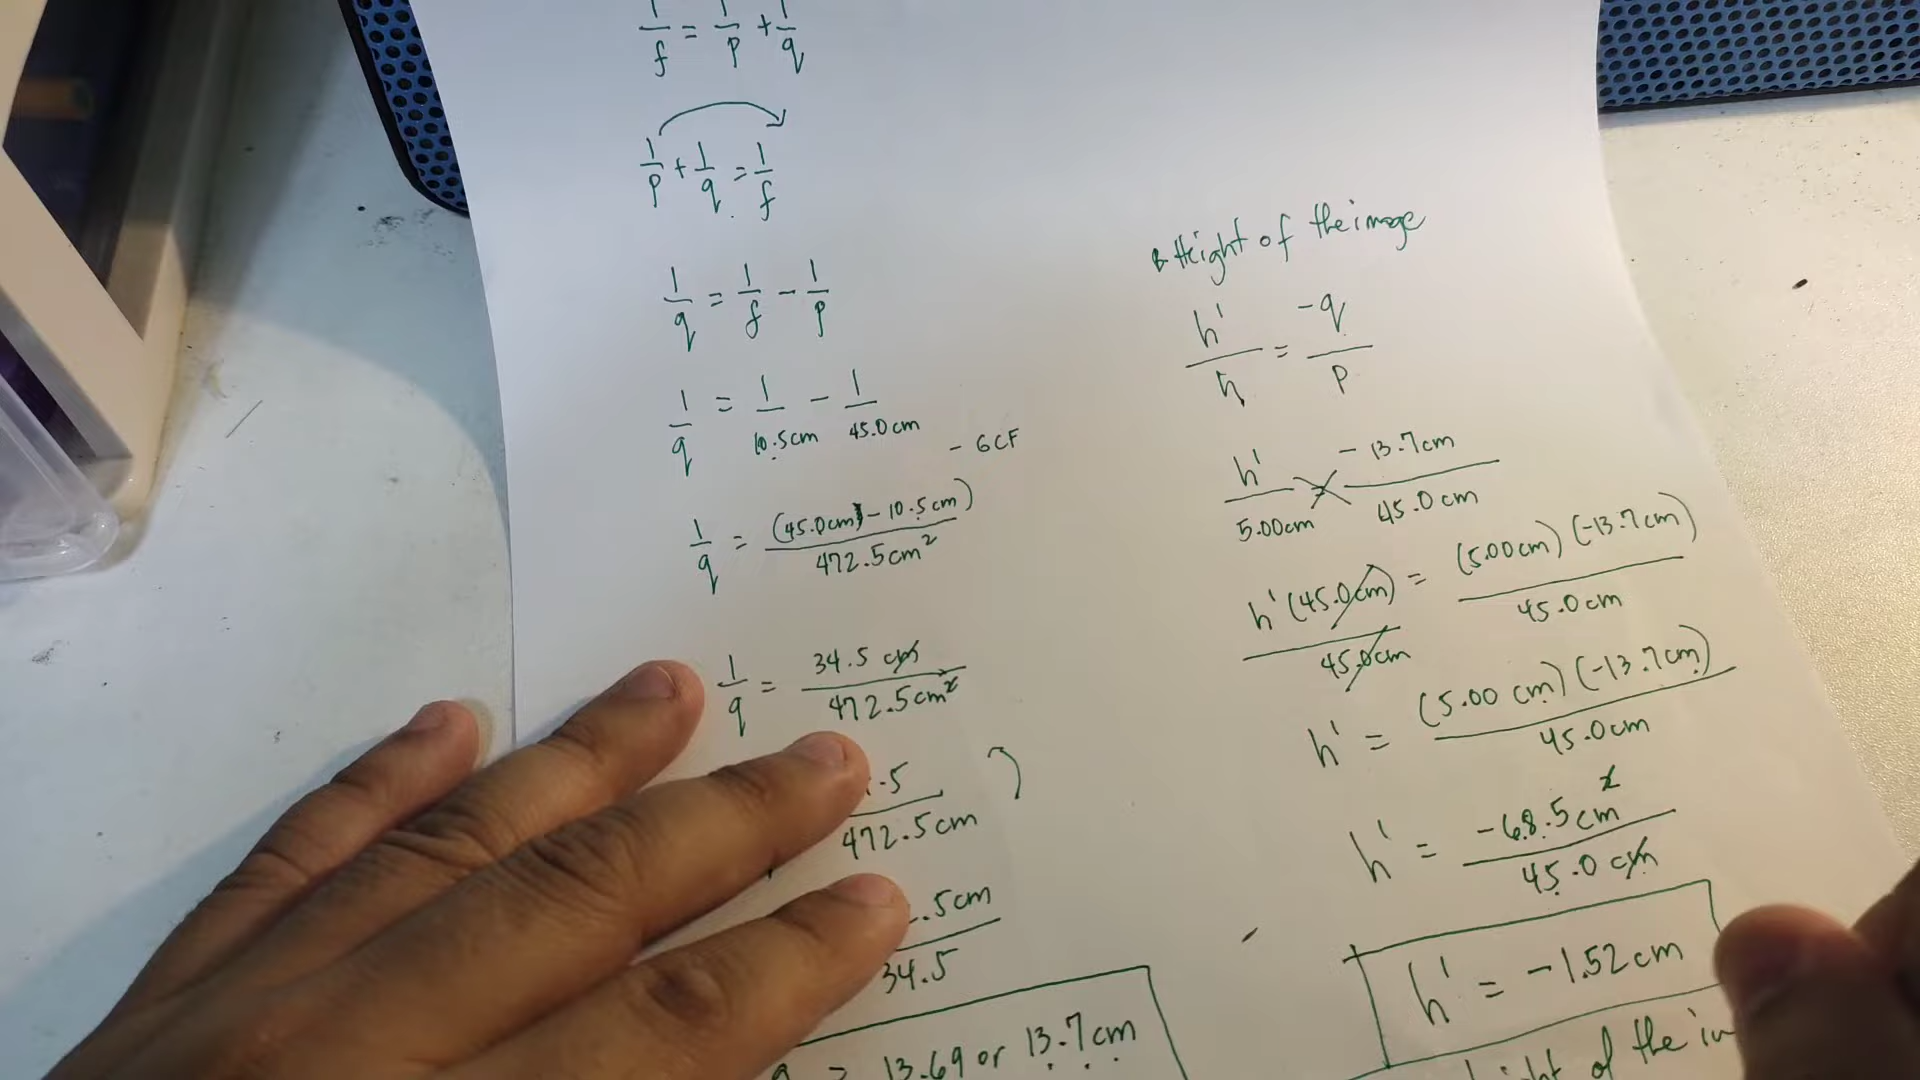 1/f = 1/p + 1/q
1/p + 1/q = 1/f
1/q = 1/f - 1/p
1/q = 1/10.5cm - 1/45.0cm
- GCF
1/q = (45.0cm) - 10.5cm)/472.5cm²
1/q = 34.5 cm/472.5cm²
.5/472.5cm
.5cm/34.5
q = 13.69 or 13.7cm
Height of the image
h'/h = -q/p
h'/5.00cm = -13.7cm/45.0cm
h'(45.0cm)/45.0cm = (5.00cm)(-13.7cm)/45.0cm
h' = (5.00 cm)(-13.7cm)/45.0cm
h' = -68.5cm²/45.0 cm
h' = -1.52cm
of the